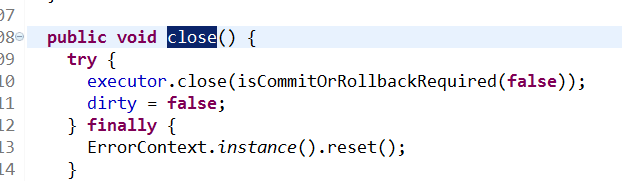 07
08 public void close() {
09 try {
10 executor.close(isCommitOrRollbackRequired(false));
11 dirty = false;
12 } finally {
13 ErrorContext.instance().reset();
14 }